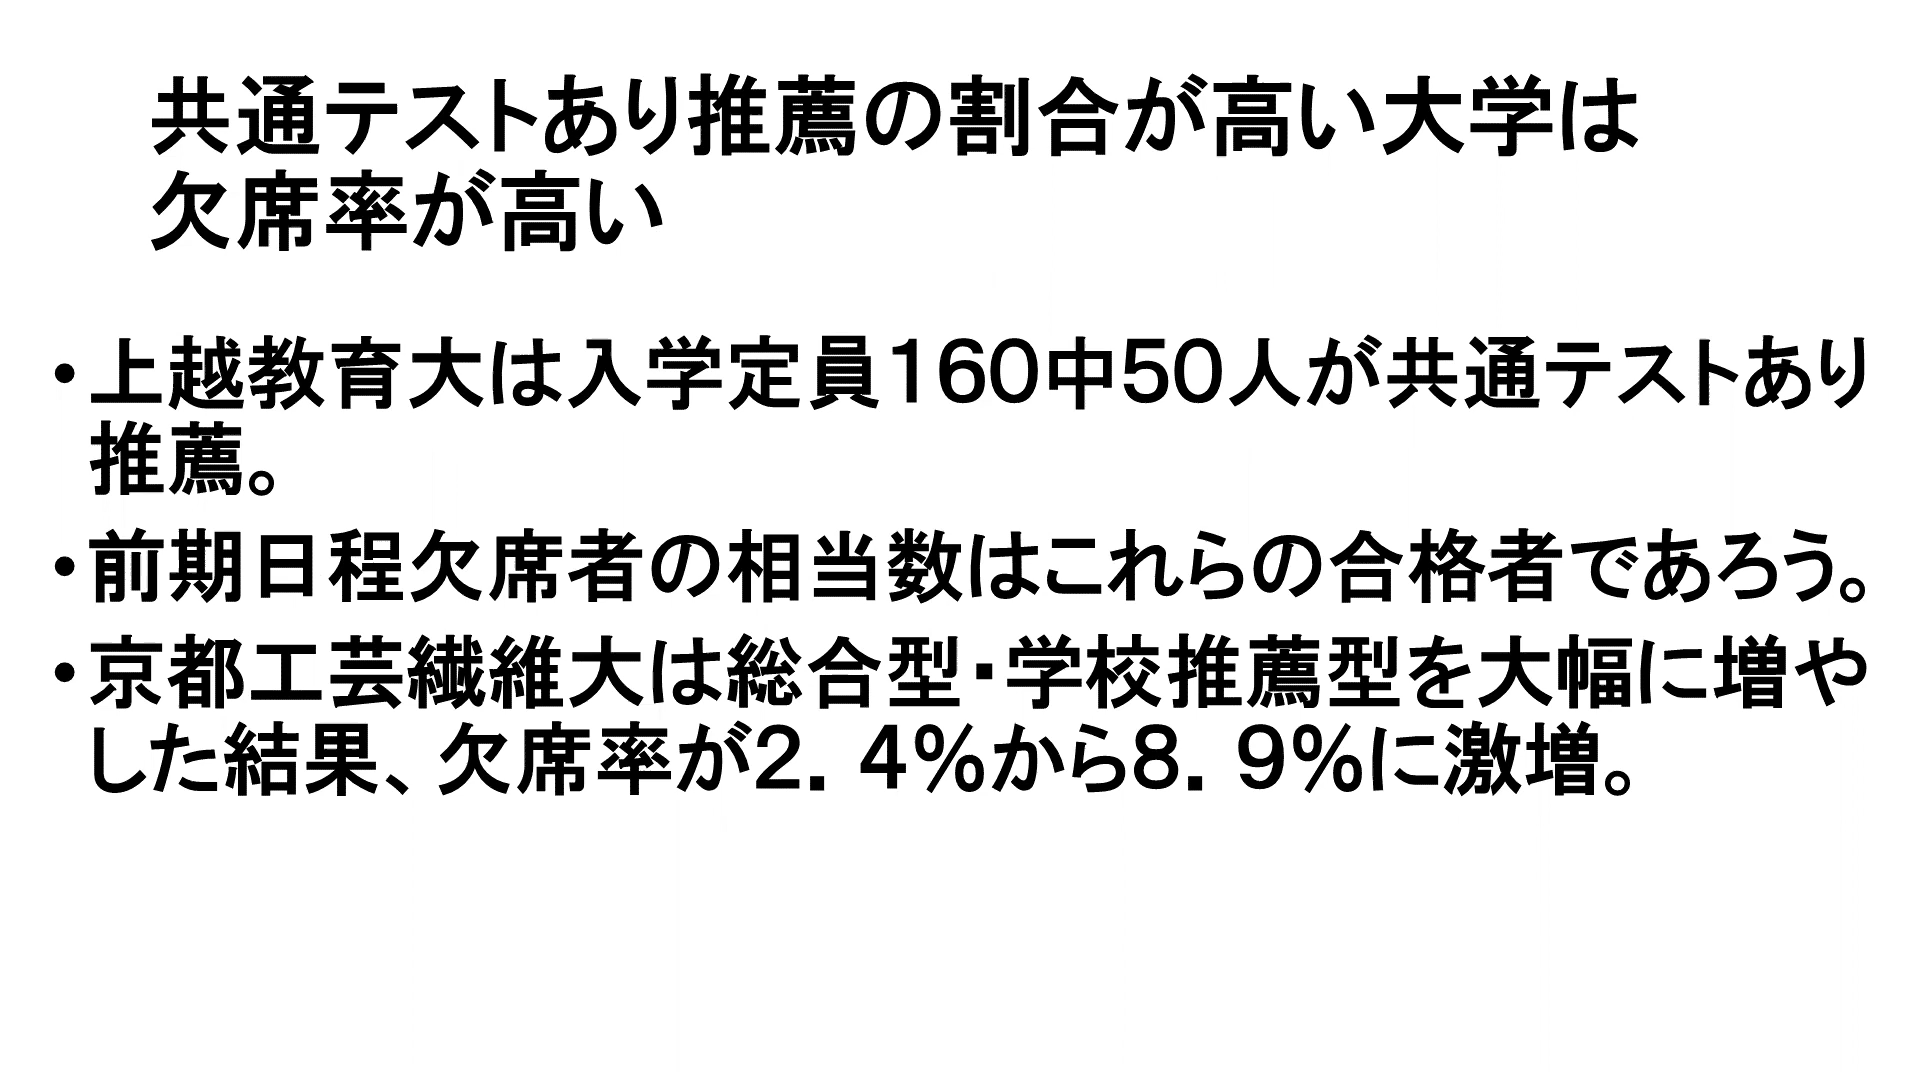 共通テストあり推薦の割合が高い大学は
欠席率が高い
•上越教育大は入学定員160中50人が共通テストあり
推薦。
•前期日程欠席者の相当数はこれらの合格者であろう。
•京都工芸繊維大は総合型・学校推薦型を大幅に増や
した結果、欠席率が2．4%から8．9%に激増。